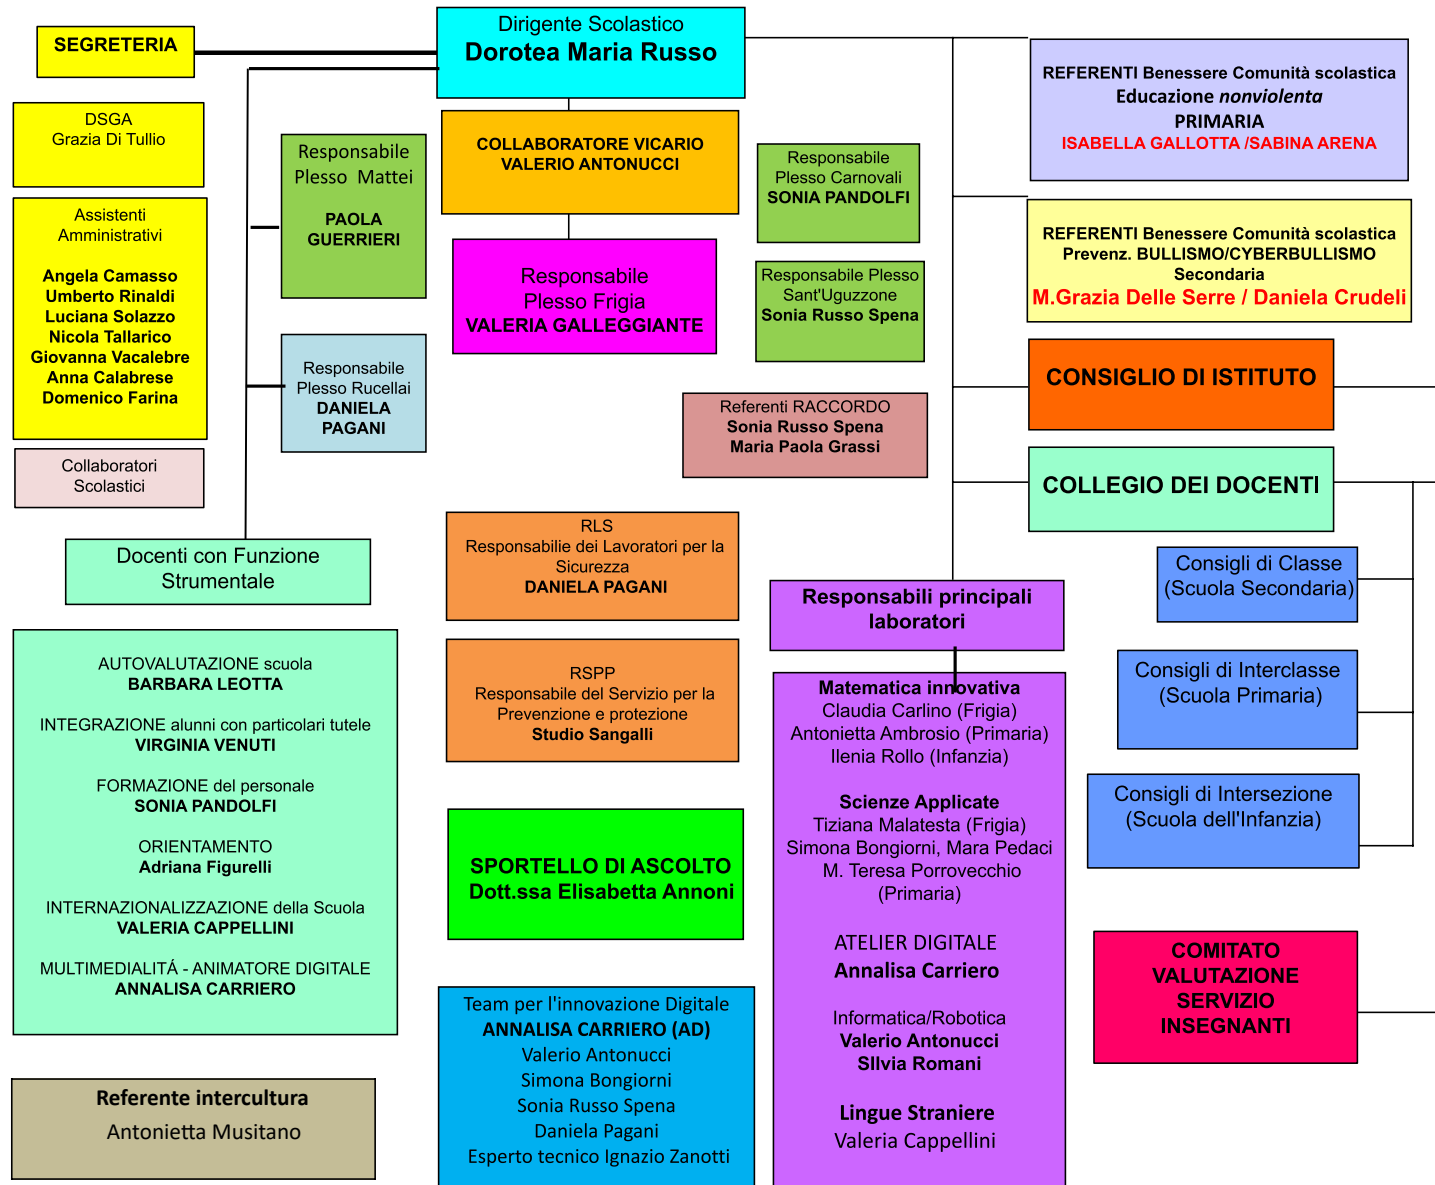 Dirigente Scolastico
Dorotea Maria Russo
SEGRETERIA
DSGA
Grazia Di Tullio
Assistenti
Amministrativi
Angela Camasso
Umberto Rinaldi
Luciana Solazzo
Nicola Tallarico
Giovanna Vacalebre
Anna Calabrese
Domenico Farina
Collaboratori
Scolastici
Responsabile
Plesso Mattei
PAOLA
GUERRIERI
Responsabile
Plesso Rucellai
DANIELA
PAGANI
COLLABORATORE VICARIO
VALERIO ANTONUCCI
Responsabile
Plesso Frigia
VALERIA GALLEGGIANTE
Responsabile
Plesso Carnovali
SONIA PANDOLFI
Responsabile Plesso
Sant'Uguzzone
Sonia Russo Spena
Referenti RACCORDO
Sonia Russo Spena
Maria Paola Grassi
REFERENTI Benessere Comunità scolastica
Educazione nonviolenta
PRIMARIA
ISABELLA GALLOTTA /SABINA ARENA
REFERENTI Benessere Comunità scolastica
Prevenz. BULLISMO/CYBERBULLISMO
Secondaria
M.Grazia Delle Serre / Daniela Crudeli
CONSIGLIO DI ISTITUTO
COLLEGIO DEI DOCENTI
Consigli di Classe
(Scuola Secondaria)
Consigli di Interclasse
(Scuola Primaria)
Consigli di Intersezione
(Scuola dell'Infanzia)
COMITATO
VALUTAZIONE
SERVIZIO
INSEGNANTI
Docenti con Funzione
Strumentale
AUTOVALUTAZIONE scuola
BARBARA LEOTTA
INTEGRAZIONE alunni con particolari tutele
VIRGINIA VENUTI
FORMAZIONE del personale
SONIA PANDOLFI
ORIENTAMENTO
Adriana Figurelli
INTERNAZIONALIZZAZIONE della Scuola
VALERIA CAPPELLINI
MULTIMEDIALITÁ - ANIMATORE DIGITALE
ANNALISA CARRIERO
Referente intercultura
Antonietta Musitano
RLS
Responsabilie dei Lavoratori per la
Sicurezza
DANIELA PAGANI
RSPP
Responsabile del Servizio per la
Prevenzione e protezione
Studio Sangalli
SPORTELLO DI ASCOLTO
Dott.ssa Elisabetta Annoni
Team per l'innovazione Digitale
ANNALISA CARRIERO (AD)
Valerio Antonucci
Simona Bongiorni
Sonia Russo Spena
Daniela Pagani
Esperto tecnico Ignazio Zanotti
Responsabili principali
laboratori
Matematica innovativa
Claudia Carlino (Frigia)
Antonietta Ambrosio (Primaria)
Ilenia Rollo (Infanzia)
Scienze Applicate
Tiziana Malatesta (Frigia)
Simona Bongiorni, Mara Pedaci
M. Teresa Porrovecchio
(Primaria)
ATELIER DIGITALE
Annalisa Carriero
Informatica/Robotica
Valerio Antonucci
SIlvia Romani
Lingue Straniere
Valeria Cappellini